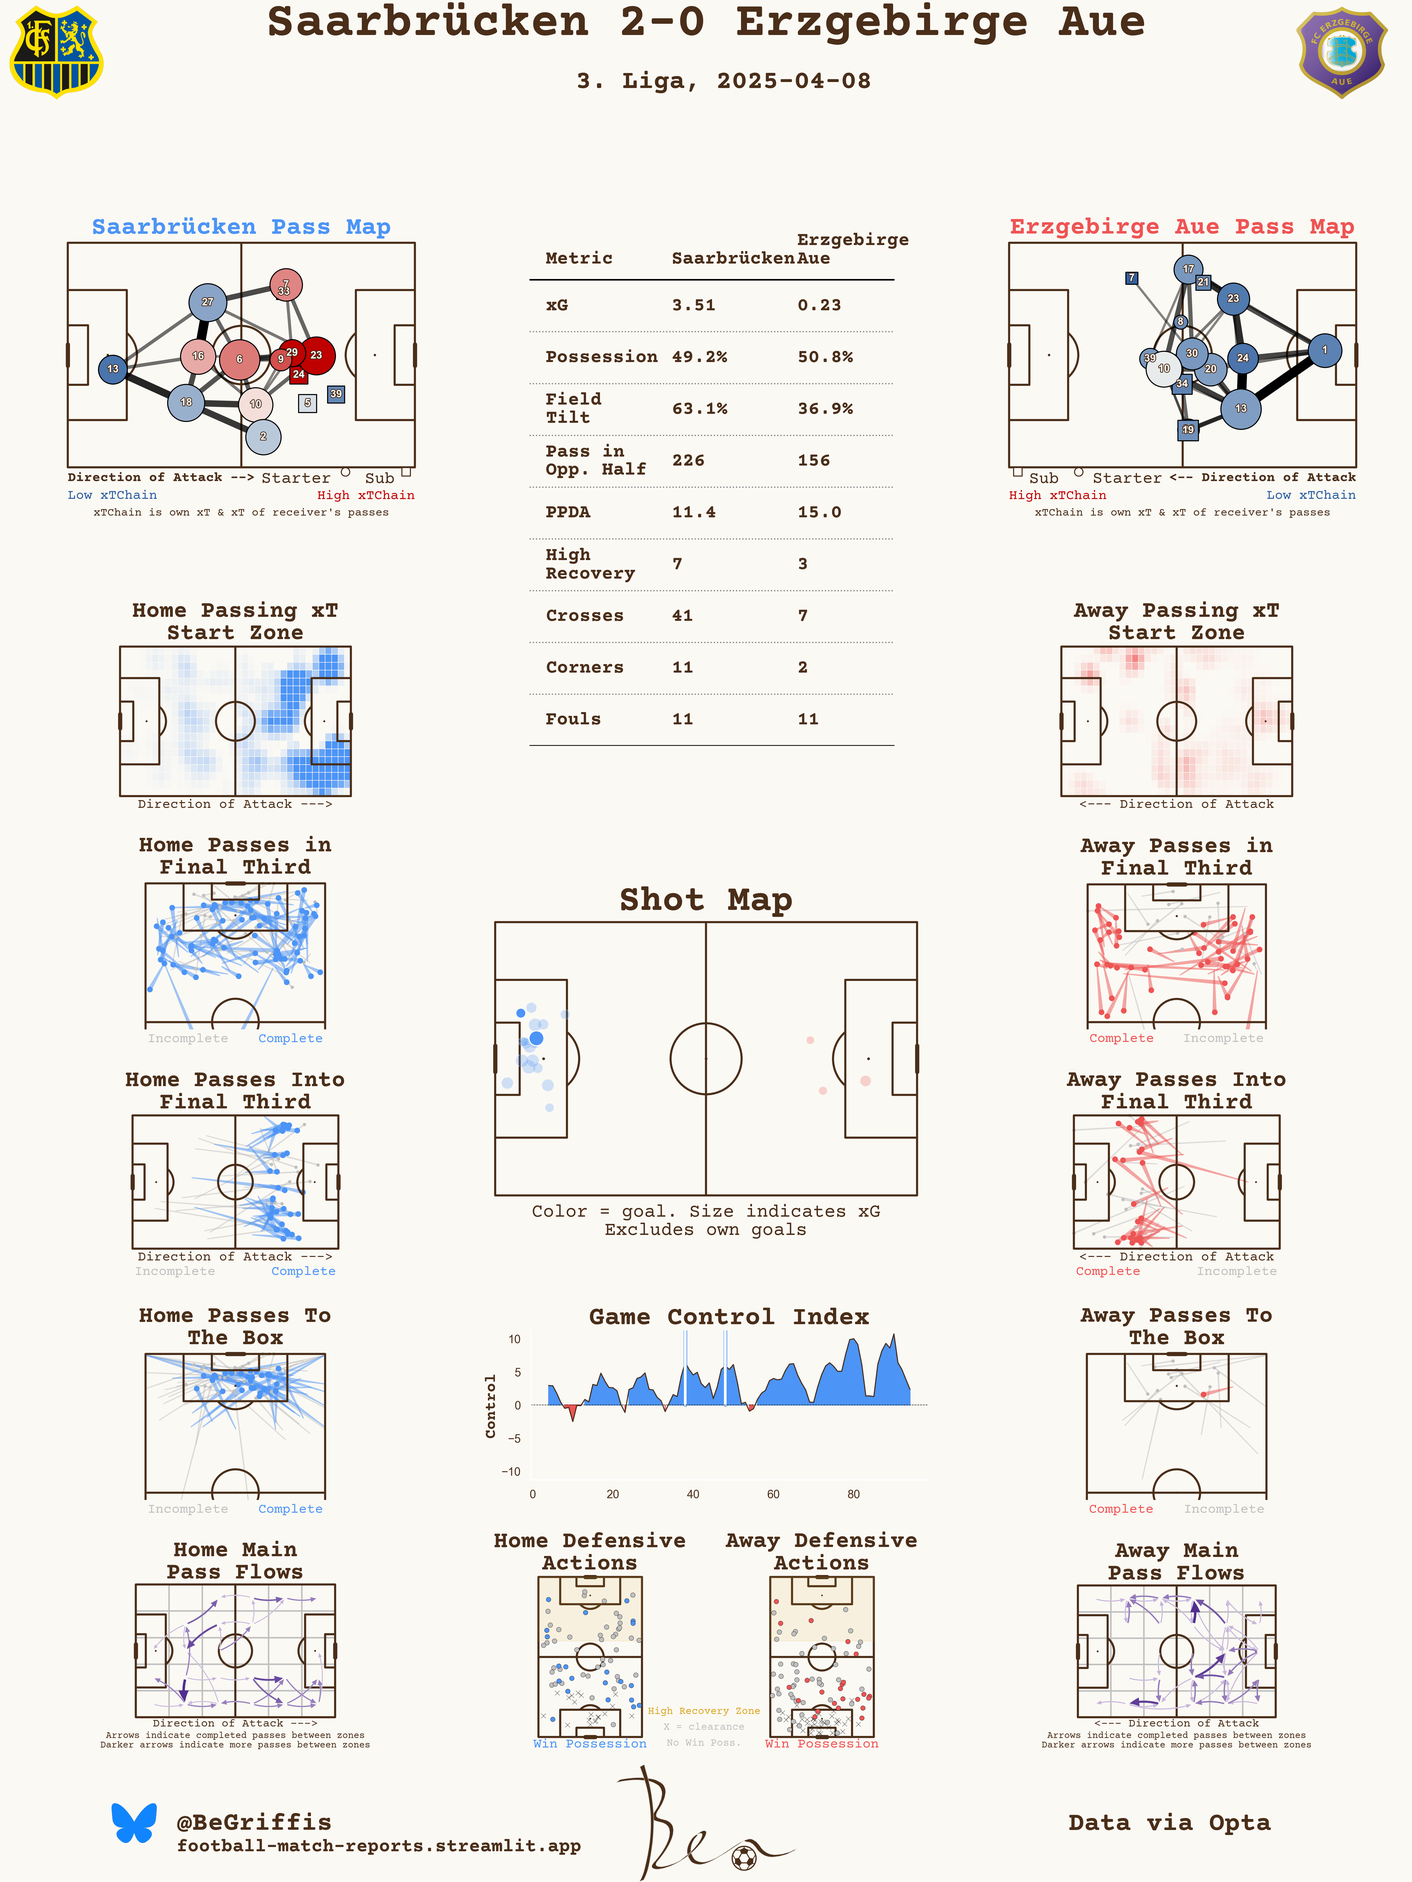 Saarbrücken 2-0 Erzgebirge Aue
3. Liga, 2025-04-08
FC ERZGEBIRGE
AUE
Saarbrücken Pass Map
7
33
27
16
6
9
29
23
24
13
18
10
5
39
2
Direction of Attack --> Starter Sub
Low xTChain High xTChain
xTChain is own xT & xT of receiver's passes
Metric Saarbrücken Erzgebirge Aue
xG 3.51 0.23
Possession 49.2% 50.8%
Field Tilt 63.1% 36.9%
Pass in Opp. Half 226 156
PPDA 11.4 15.0
High Recovery 7 3
Crosses 41 7
Corners 11 2
Fouls 11 11
Erzgebirge Aue Pass Map
7
17
21
23
8
39
30
10
20
24
1
34
13
19
Sub Starter <-- Direction of Attack
High xTChain Low xTChain
xTChain is own xT & xT of receiver's passes
Home Passing xT
Start Zone
Direction of Attack --->
Away Passing xT
Start Zone
<--- Direction of Attack
Home Passes in
Final Third
Incomplete Complete
Away Passes in
Final Third
Complete Incomplete
Shot Map
Color = goal. Size indicates xG
Excludes own goals
Home Passes Into
Final Third
Direction of Attack --->
Incomplete Complete
Away Passes Into
Final Third
<--- Direction of Attack
Complete Incomplete
Home Passes To
The Box
Incomplete Complete
Game Control Index
Control
10
5
0
−5
−10
0 20 40 60 80
Away Passes To
The Box
Complete Incomplete
Home Main
Pass Flows
Direction of Attack --->
Arrows indicate completed passes between zones
Darker arrows indicate more passes between zones
Home Defensive
Actions
Win Possession
High Recovery Zone
X = clearance
No Win Poss.
Away Defensive
Actions
Win Possession
Away Main
Pass Flows
<--- Direction of Attack
Arrows indicate completed passes between zones
Darker arrows indicate more passes between zones
@BeGriffis
football-match-reports.streamlit.app
Ben
Data via Opta